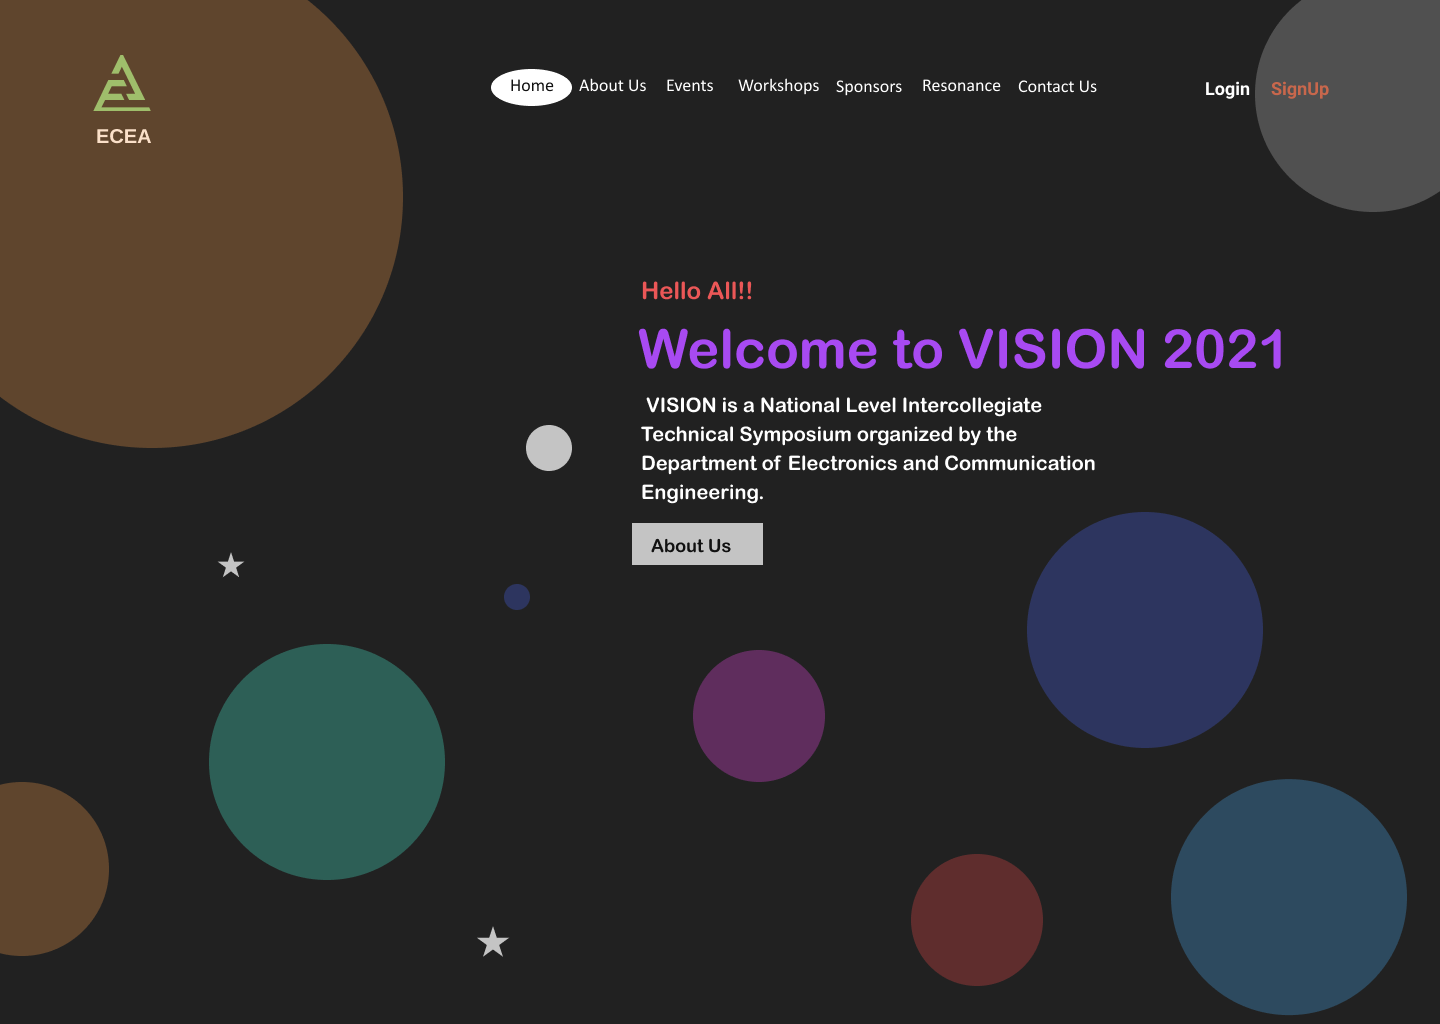 ECEA
Home About Us Events Workshops Sponsors Resonance Contact Us Login SignUp
Hello All!!
Welcome to VISION 2021
VISION is a National Level Intercollegiate
Technical Symposium organized by the
Department of Electronics and Communication
Engineering.
About Us